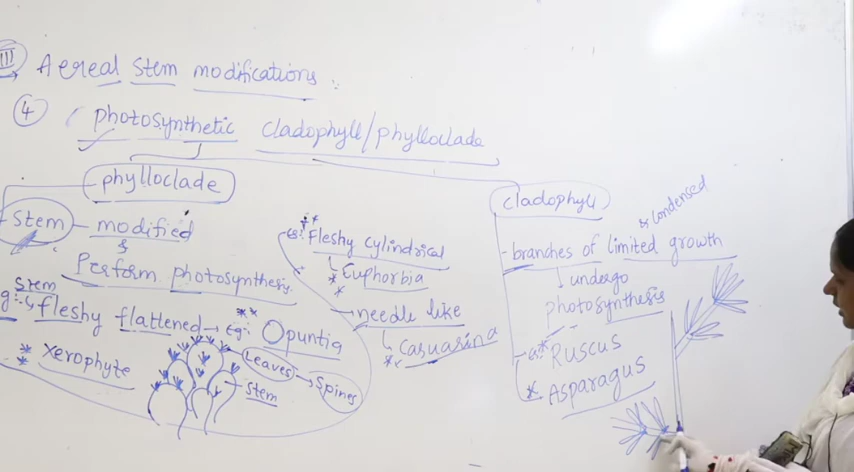 III Aereal stem modifications :
4 photosynthetic cladophyll/phylloclade
phylloclade
Stem - modified
&
Perform photosynthesis.
Stem
eg:- fleshy flattened → eg: Opuntia
** Xerophyte
Leaves → Spines
stem
eg: ** Fleshy cylindrical
** Euphorbia
needle like
** Casuarina
cladophyll
- branches of limited growth
& Condensed
undergo
photosynthesis
eg: * Ruscus
* Asparagus